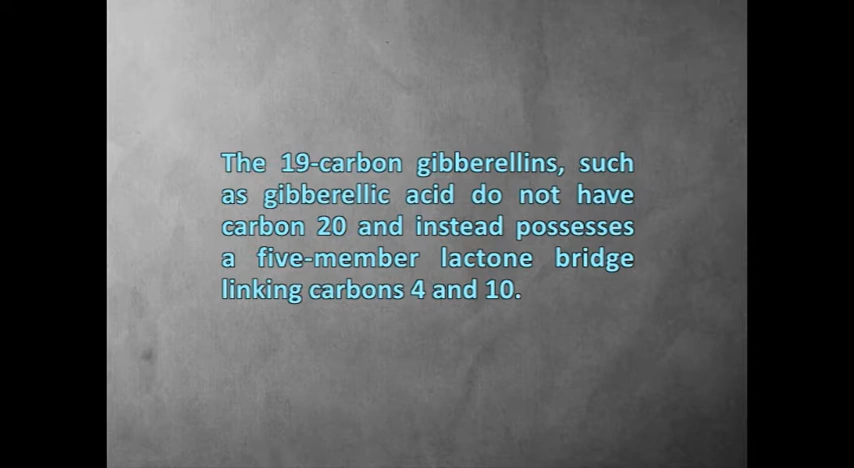 The 19-carbon gibberellins, such
as gibberellic acid do not have
carbon 20 and instead possesses
a five-member lactone bridge
linking carbons 4 and 10.